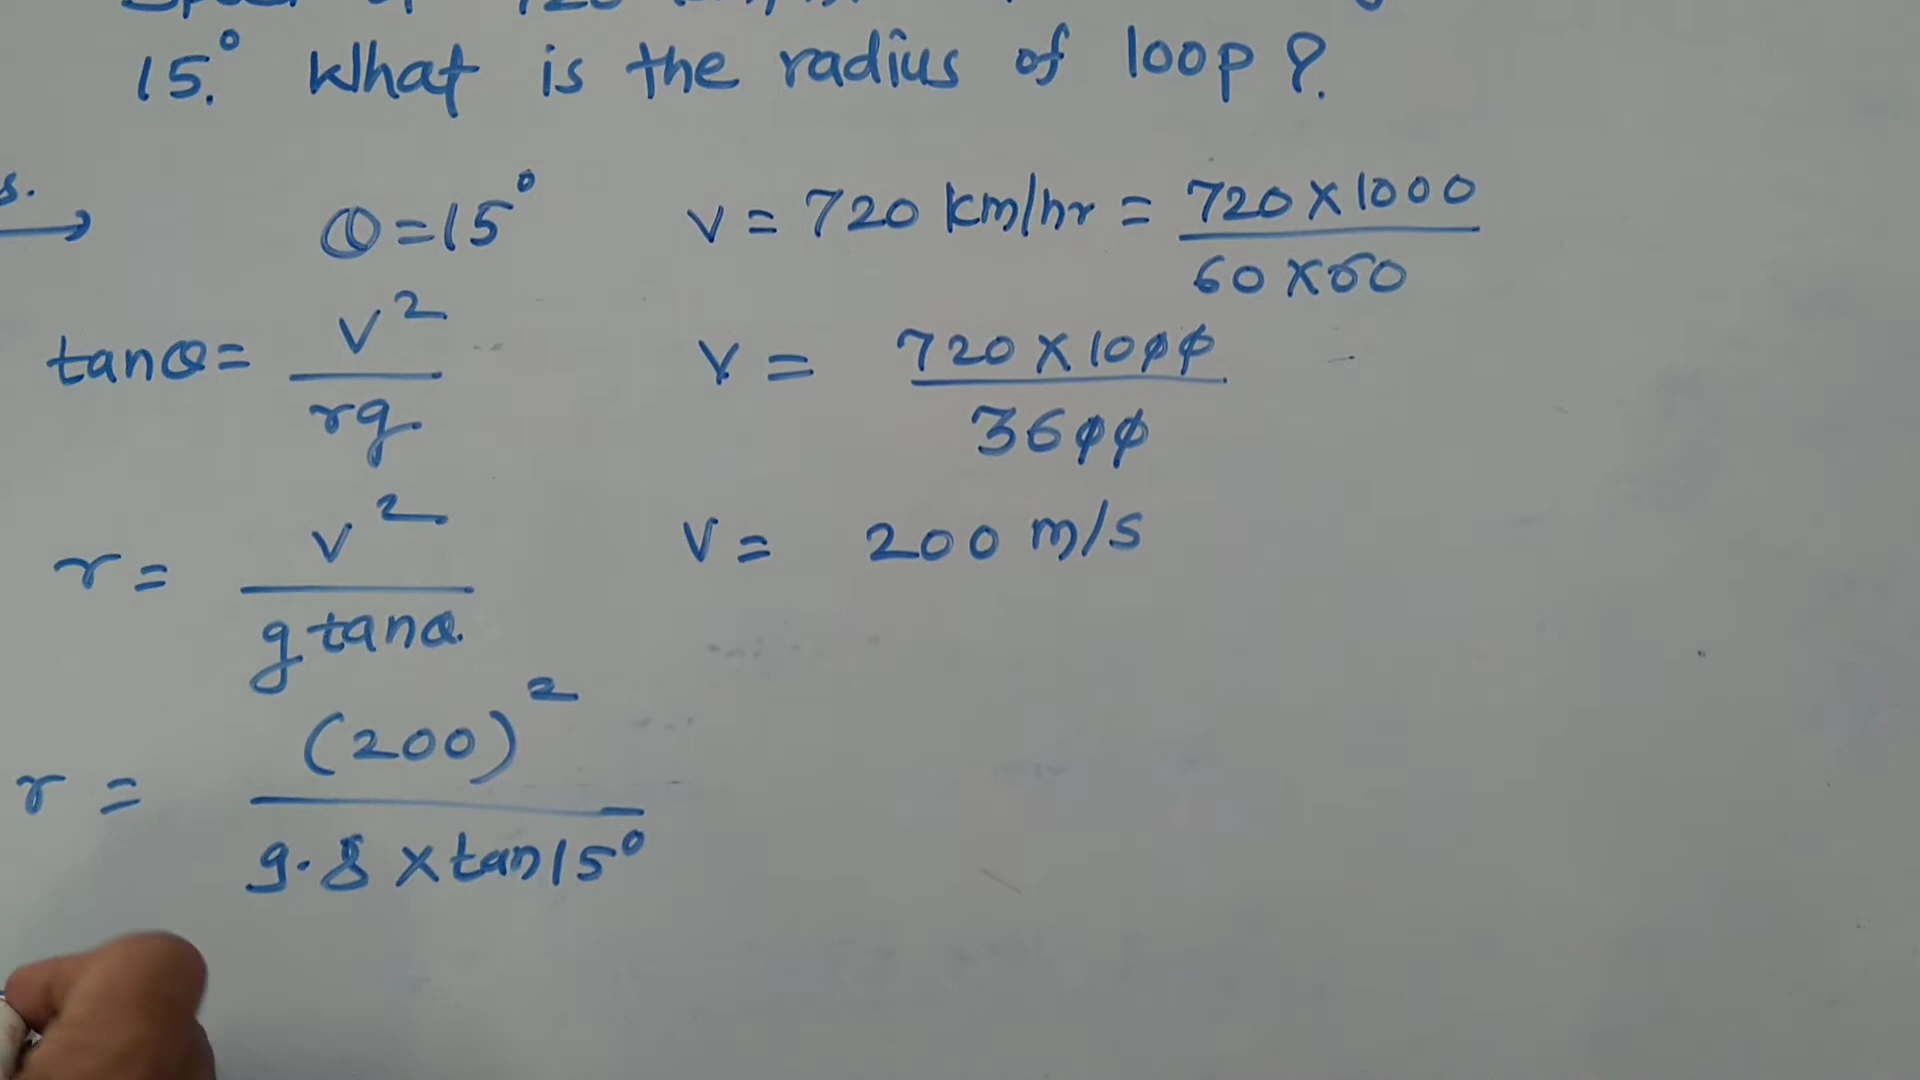 720
15.° What is the radius of loop?
s. → θ=15° v = 720 km/hr = 720×1000 / 60×60
tanθ = v² / rg. v = 720×1000 / 3600
r = v² / g tanθ. v = 200 m/s
r = (200)² / 9.8 × tan15°